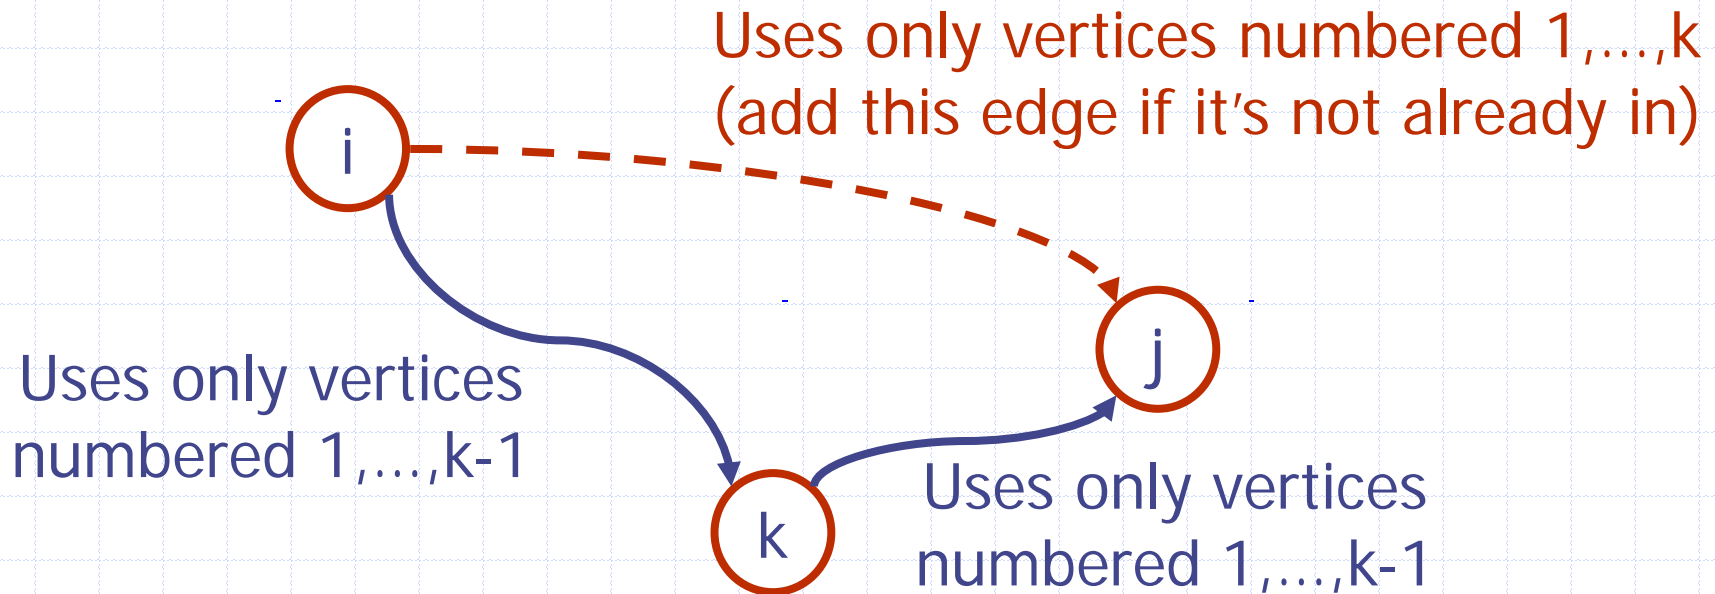 Uses only vertices numbered 1,...,k
(add this edge if it's not already in)
i
j
Uses only vertices
numbered 1,...,k-1
k
Uses only vertices
numbered 1,...,k-1